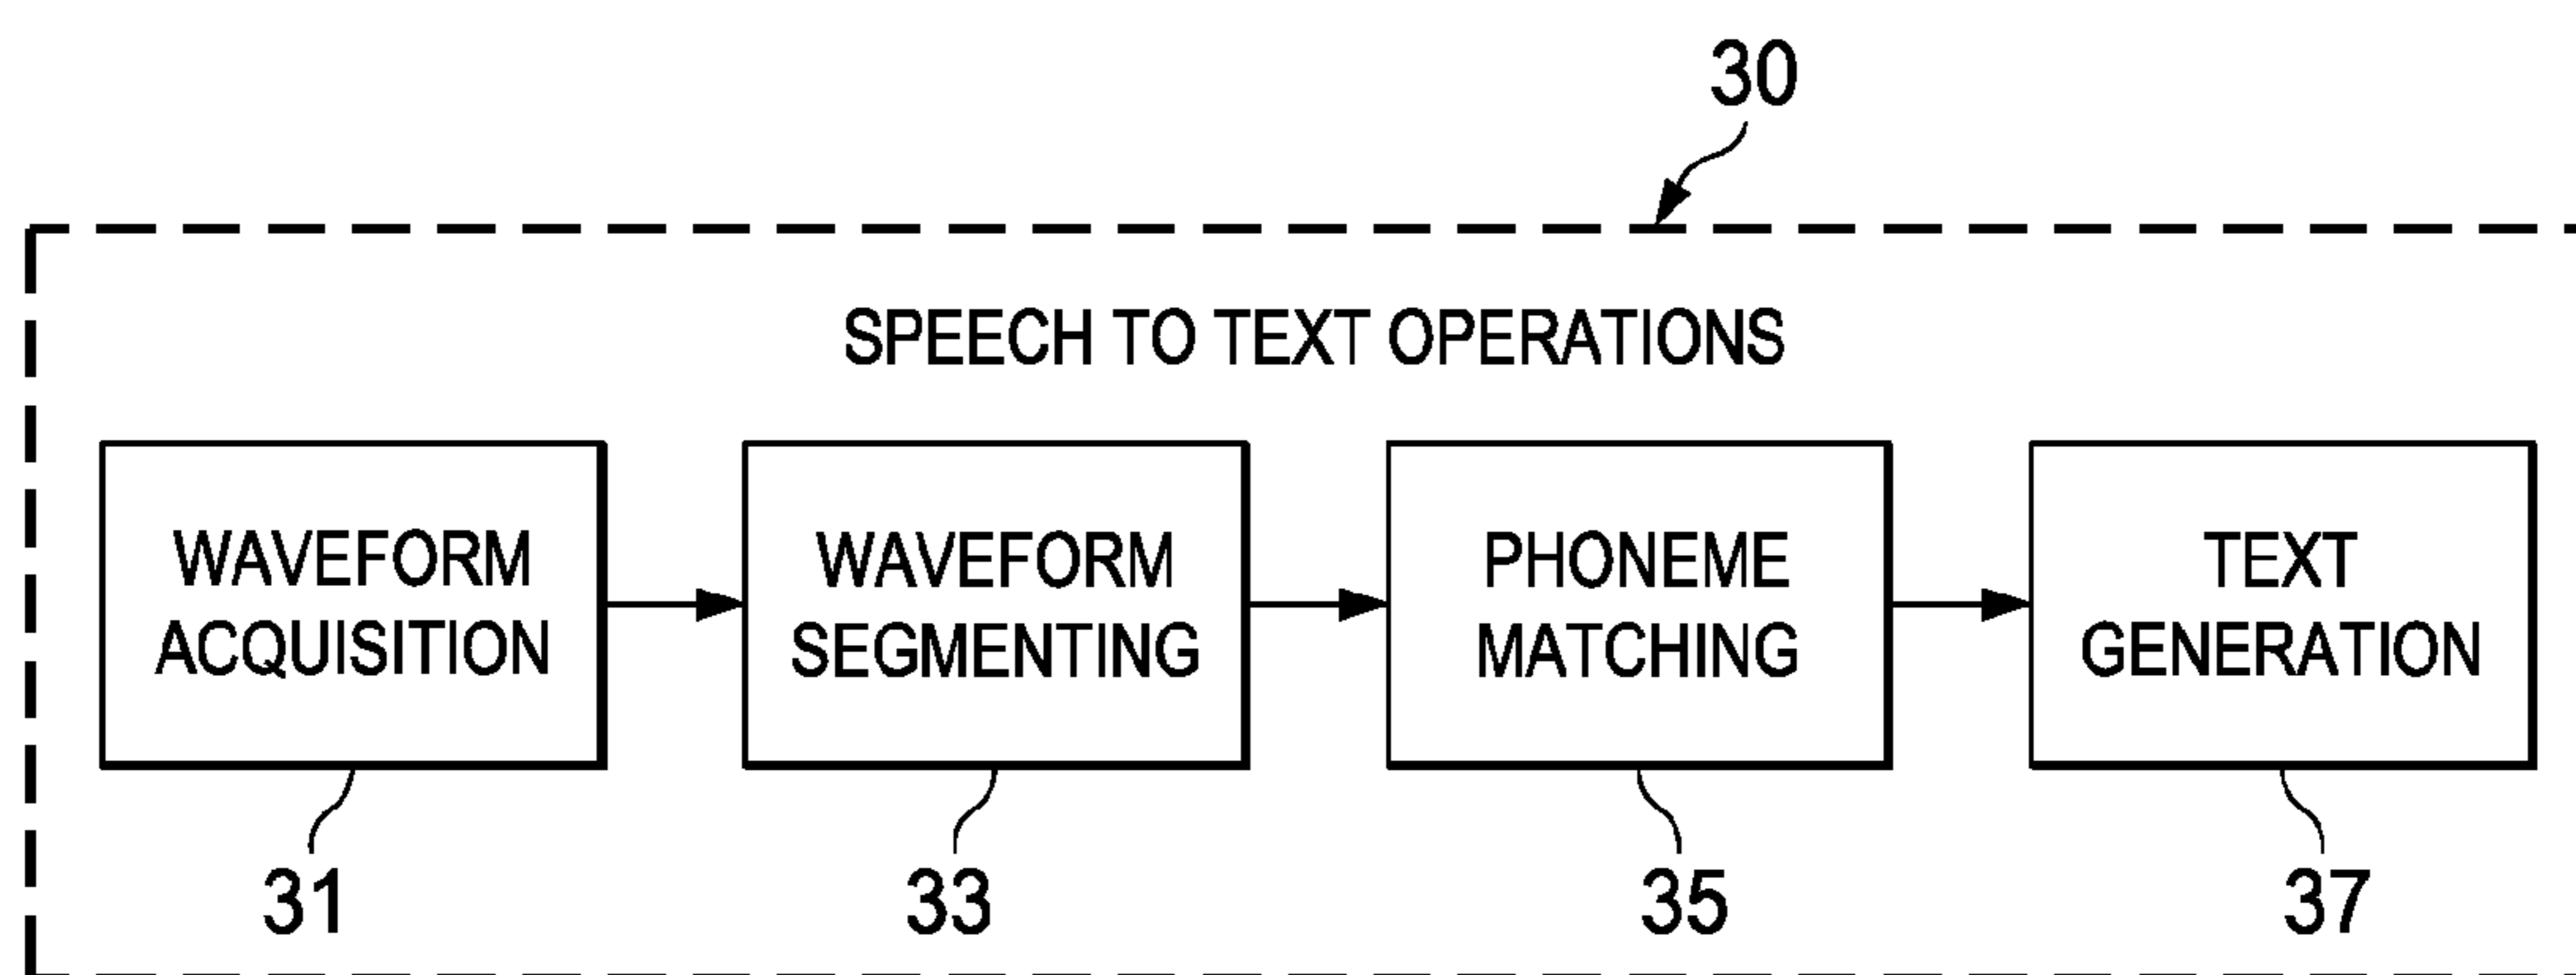 30
SPEECH TO TEXT OPERATIONS
WAVEFORM
ACQUISITION
WAVEFORM
SEGMENTING
PHONEME
MATCHING
TEXT
GENERATION
31
33
35
37